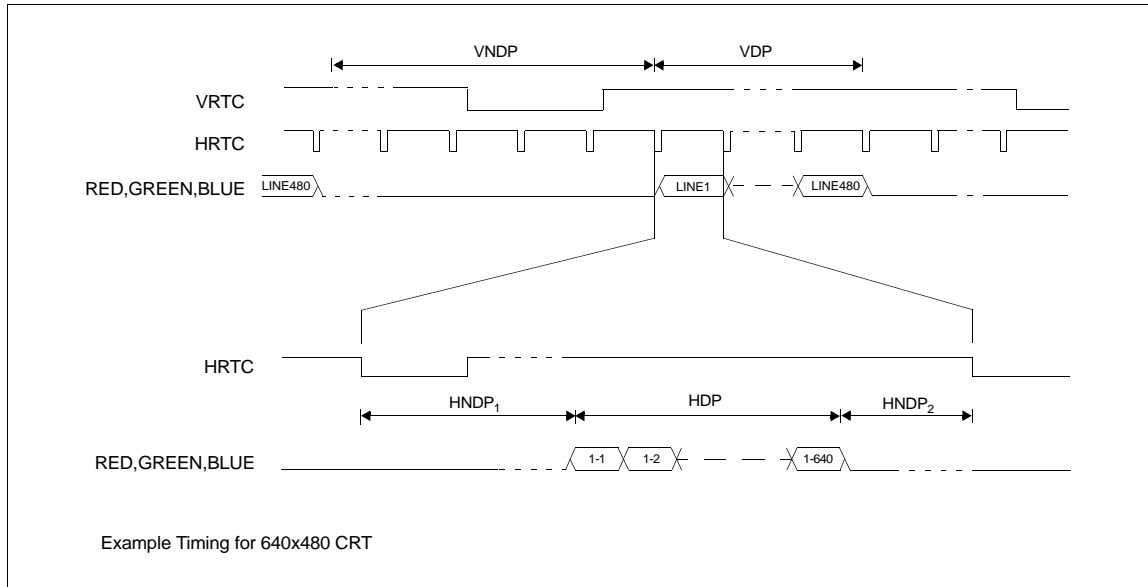 VNDP VDP
VRTC
HRTC
RED,GREEN,BLUE LINE480 LINE1 LINE480
HRTC
HNDP₁ HDP HNDP₂
RED,GREEN,BLUE 1-1 1-2 1-640
Example Timing for 640x480 CRT